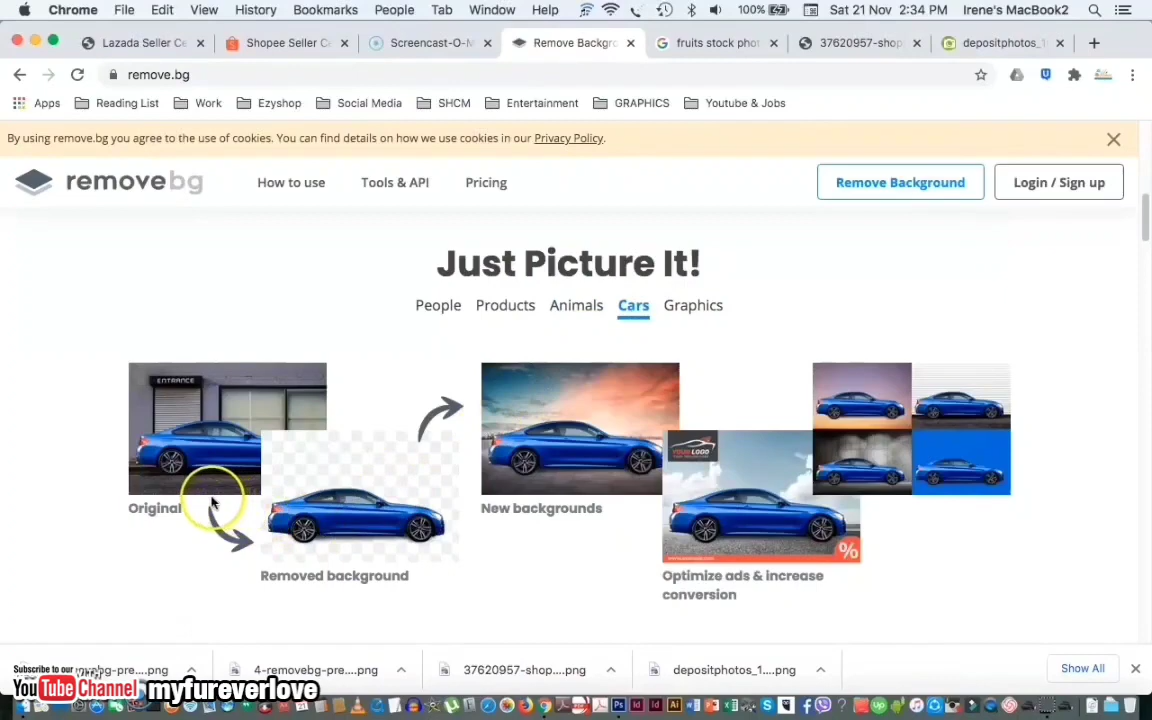 Chrome File Edit View History Bookmarks People Tab Window Help 100% Sat 21 Nov 2:34 PM Irene's MacBook2
Lazada Seller Ce Shopee Seller C Screencast-O-M Remove Backgro fruits stock phot 37620957-shop depositphotos_1
remove.bg
Apps Reading List Work Ezyshop Social Media SHCM Entertainment GRAPHICS Youtube & Jobs
By using remove.bg you agree to the use of cookies. You can find details on how we use cookies in our Privacy Policy.
removebg How to use Tools & API Pricing Remove Background Login / Sign up
Just Picture It!
People Products Animals Cars Graphics
ENTRANCE
YOUR LOGO
%
Original New backgrounds
Removed background Optimize ads & increase
conversion
Subscribe to our
YouTube Channel myfureverlove
4-removebg-pre....png 37620957-shop....png depositphotos_1....png Show All